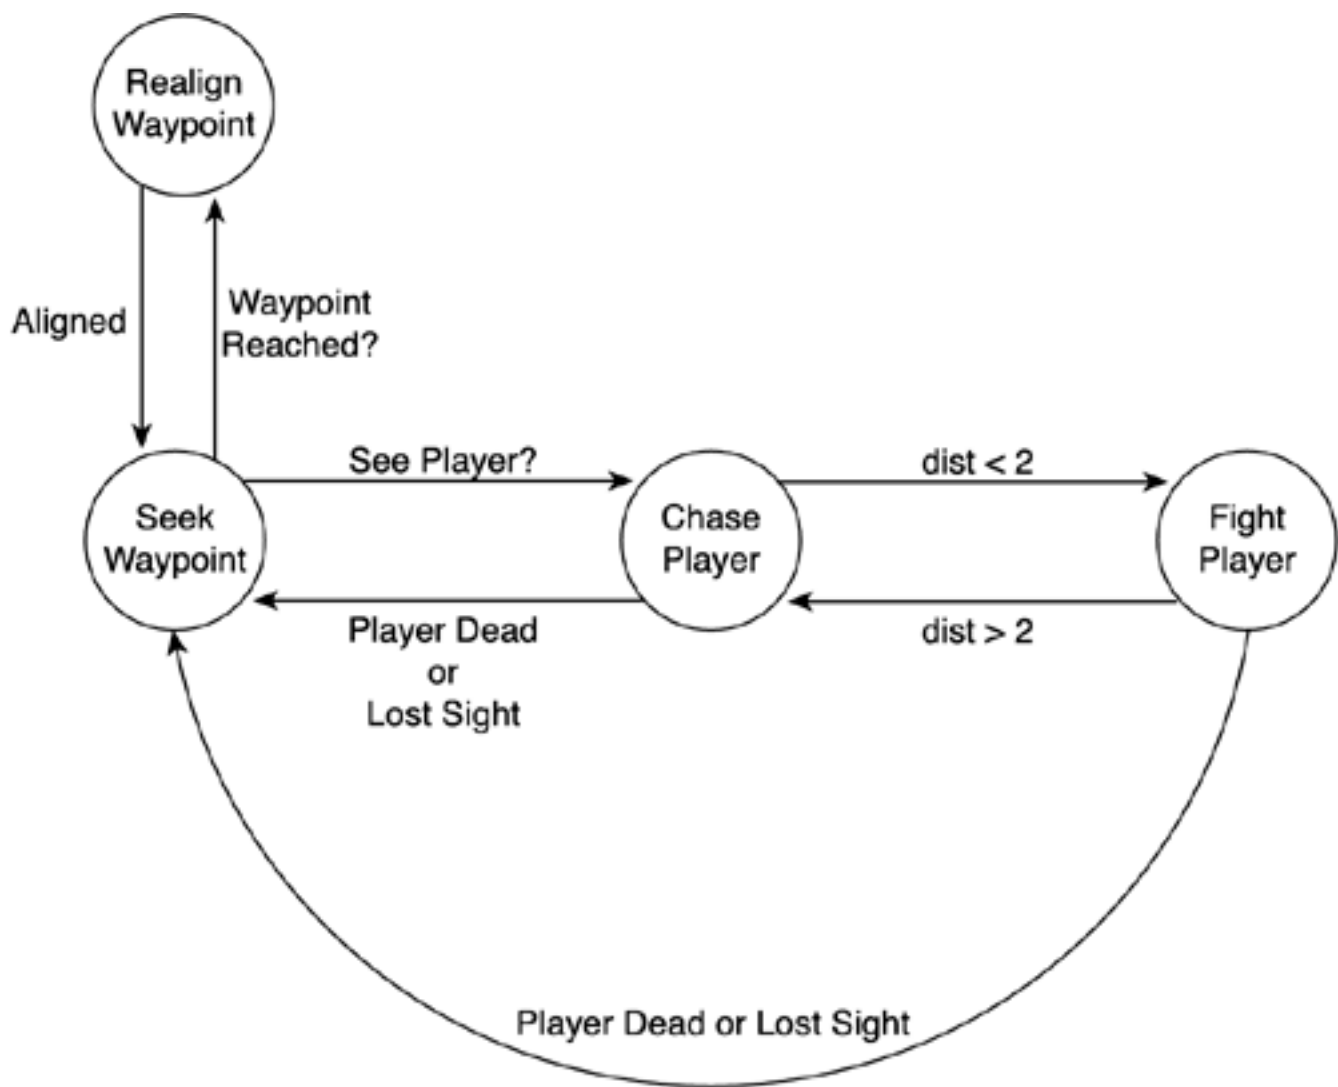 Realign
Waypoint
Aligned
Waypoint
Reached?
See Player?
dist < 2
Seek
Waypoint
Chase
Player
Fight
Player
Player Dead
or
Lost Sight
dist > 2
Player Dead or Lost Sight